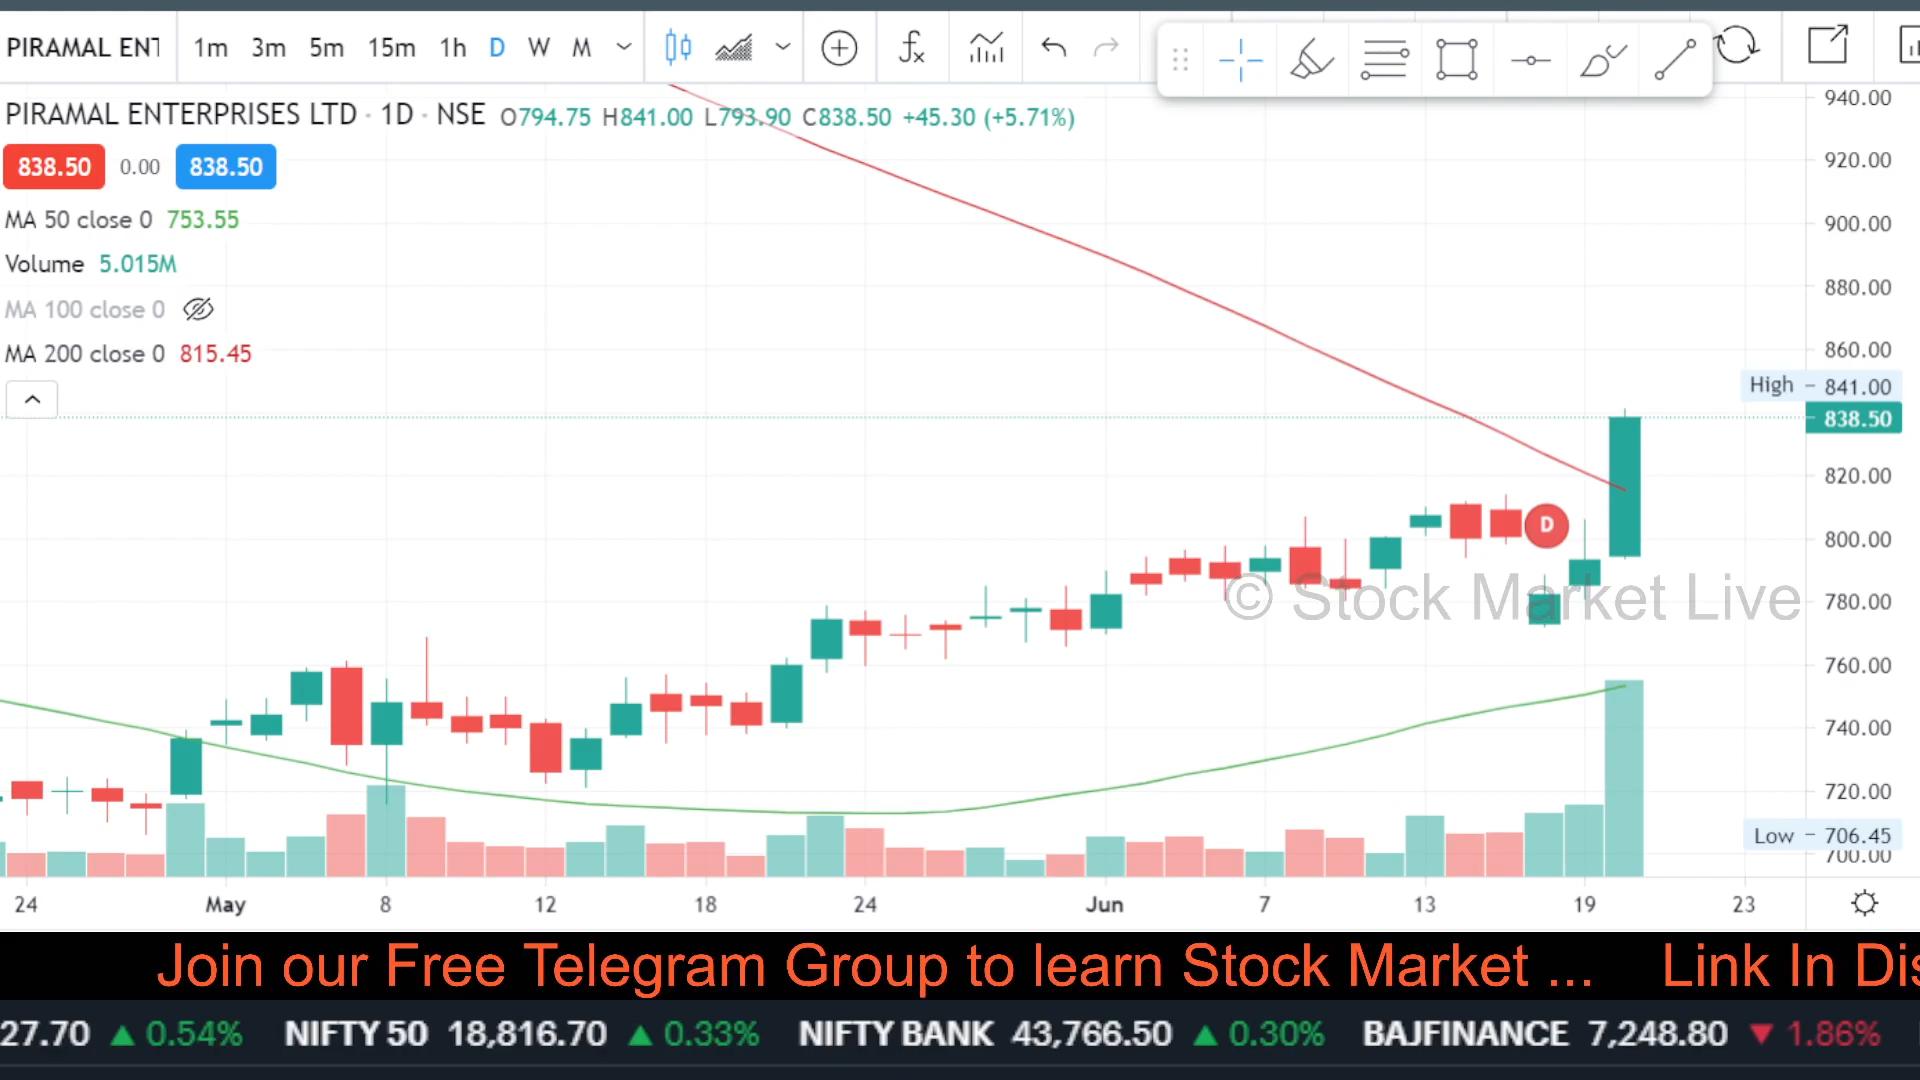 PIRAMAL ENT 1m 3m 5m 15m 1h D W M
PIRAMAL ENTERPRISES LTD · 1D · NSE O794.75 H841.00 L793.90 C838.50 +45.30 (+5.71%)
838.50 0.00 838.50
MA 50 close 0 753.55
Volume 5.015M
MA 100 close 0
MA 200 close 0 815.45
940.00
920.00
900.00
880.00
860.00
High 841.00
838.50
820.00
800.00
780.00
760.00
740.00
720.00
Low 706.45
700.00
D
© Stock Market Live
24 May 8 12 18 24 Jun 7 13 19 23
Join our Free Telegram Group to learn Stock Market ... Link In Dis
27.70 ▲ 0.54% NIFTY 50 18,816.70 ▲ 0.33% NIFTY BANK 43,766.50 ▲ 0.30% BAJFINANCE 7,248.80 ▼ 1.86%